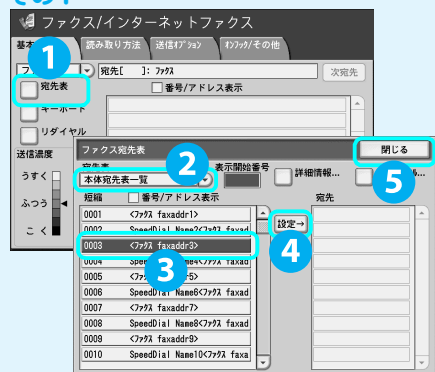 ファクス/インターネットファクス
基本
読み取り方法
送信オプション
オンフック/その他
宛先[ ]: ファクス
次宛先
宛先表
番号/アドレス表示
キーボード
リダイヤル
送信濃度
うすく
ふつう
こく
1
ファクス宛先表
閉じる
宛先表
本体宛先表一覧
表示開始番号
詳細情報...
2
5
短縮
番号/アドレス表示
宛先
0001 <ファクス faxaddr1>
0002 SpeedDial Name2<ファクス faxad
0003 <ファクス faxaddr3>
設定→
0004 SpeedDial Name4<ファクス faxad
0005
3
4
0006 SpeedDial Name6<ファクス faxad
0007 <ファクス faxaddr7>
0008 SpeedDial Name8<ファクス faxad
0009 <ファクス faxaddr9>
0010 SpeedDial Name10<ファクス faxa